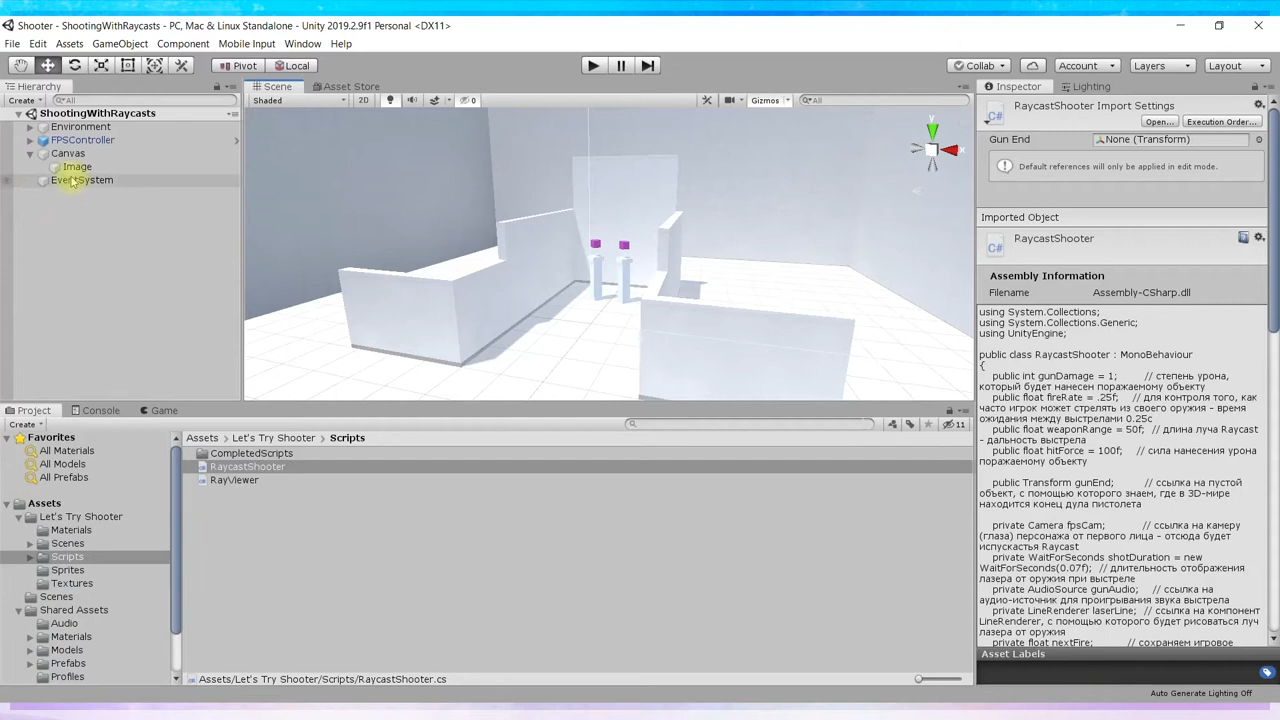 Shooter - ShootingWithRaycasts - PC, Mac & Linux Standalone - Unity 2019.2.9f1 Personal <DX11>
File Edit Assets GameObject Component Mobile Input Window Help
Pivot Local Collab Account Layers Layout
Hierarchy
Create All
ShootingWithRaycasts
Environment
FPSController
Canvas
Image
EventSystem
Scene Asset Store
Shaded 2D 0 Gizmos All
y
x
Inspector Lighting
RaycastShooter Import Settings
C#
Open... Execution Order...
Gun End None (Transform)
Default references will only be applied in edit mode.
Imported Object
C# RaycastShooter
Assembly Information
Filename Assembly-CSharp.dll
using System.Collections;
using System.Collections.Generic;
using UnityEngine;
public class RaycastShooter : MonoBehaviour
{
public int gunDamage = 1; // степень урона,
который будет нанесен поражаемому объекту
public float fireRate = .25f; // для контроля того, как
часто игрок может стрелять из своего оружия - время
ожидания между выстрелами 0.25с
public float weaponRange = 50f; // длина луча Raycast
- дальность выстрела
public float hitForce = 100f; // сила нанесения урона
поражаемому объекту
public Transform gunEnd; // ссылка на пустой
объект, с помощью которого знаем, где в 3D-мире
находится конец дула пистолета
private Camera fpsCam; // ссылка на камеру
(глаза) персонажа от первого лица - отсюда будет
испускастья Raycast
private WaitForSeconds shotDuration = new
WaitForSeconds(0.07f); // длительность отображения
лазера от оружия при выстреле
private AudioSource gunAudio; // ссылка на
аудио-источник для проигрывания звука выстрела
private LineRenderer laserLine; // ссылка на компонент
LineRenderer, с помощью которого будет рисоваться луч
лазера от оружия
private float nextFire; // сохраняем игровое
Asset Labels
Auto Generate Lighting Off
Project Console Game
Create 11
Favorites
All Materials
All Models
All Prefabs
Assets
Let's Try Shooter
Materials
Scenes
Scripts
Sprites
Textures
Scenes
Shared Assets
Audio
Materials
Models
Prefabs
Profiles
Assets Let's Try Shooter Scripts
CompletedScripts
RaycastShooter
RayViewer
Assets/Let's Try Shooter/Scripts/RaycastShooter.cs